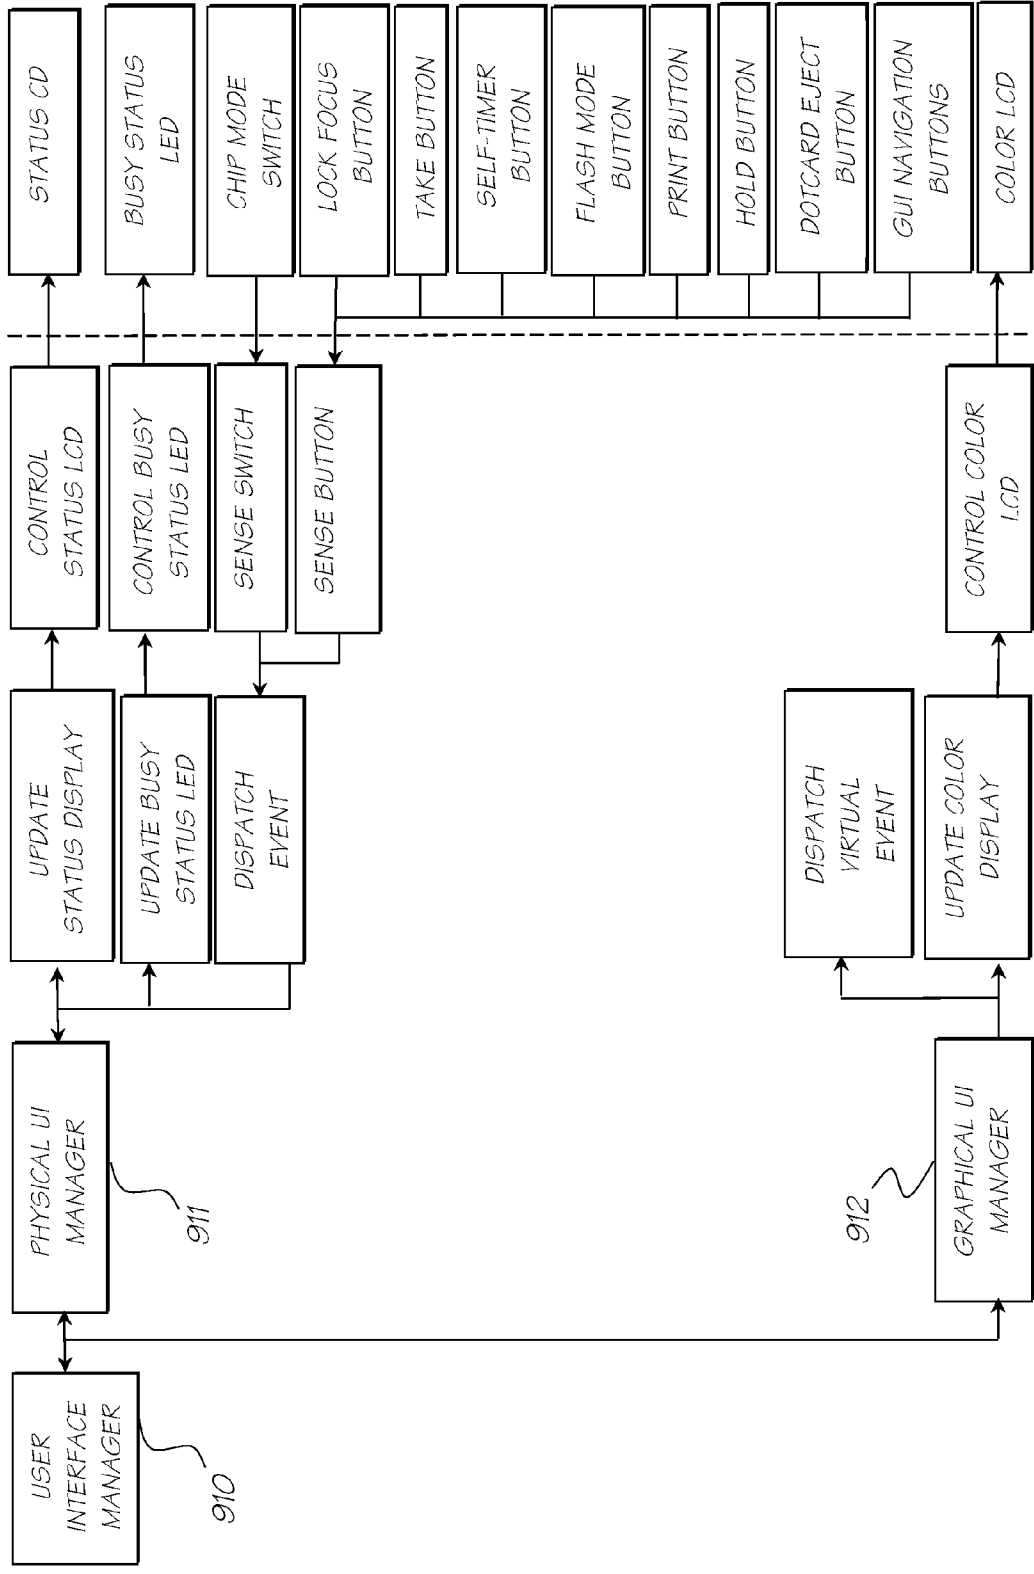 USER
INTERFACE
MANAGER
910
PHYSICAL UI
MANAGER
911
GRAPHICAL UI
MANAGER
912
UPDATE
STATUS DISPLAY
UPDATE BUSY
STATUS LED
DISPATCH
EVENT
DISPATCH
VIRTUAL
EVENT
UPDATE COLOR
DISPLAY
CONTROL
STATUS LCD
CONTROL BUSY
STATUS LED
SENSE SWITCH
SENSE BUTTON
CONTROL COLOR
LCD
STATUS CD
BUSY STATUS
LED
CHIP MODE
SWITCH
LOCK FOCUS
BUTTON
TAKE BUTTON
SELF-TIMER
BUTTON
FLASH MODE
BUTTON
PRINT BUTTON
HOLD BUTTON
DOTCARD EJECT
BUTTON
GUI NAVIGATION
BUTTONS
COLOR LCD